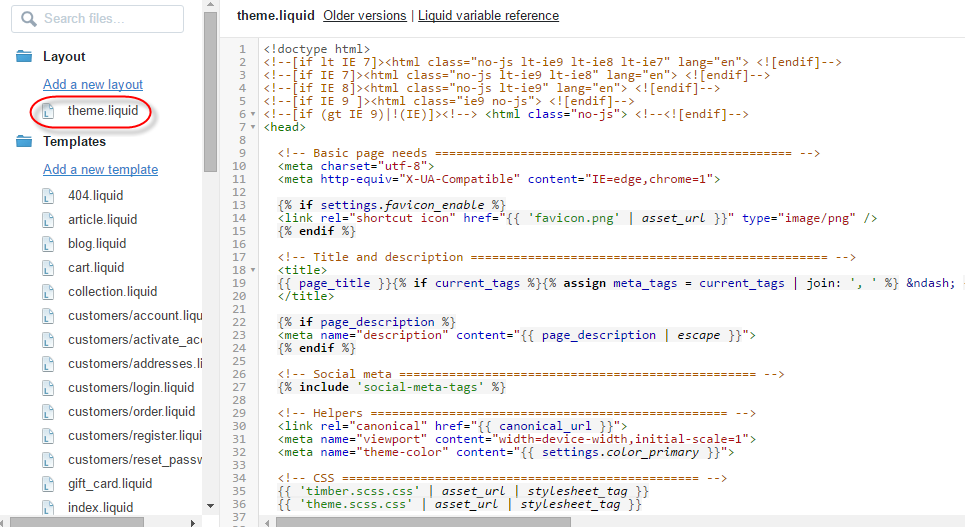 Search files...
Layout
Add a new layout
theme.liquid
Templates
Add a new template
404.liquid
article.liquid
blog.liquid
cart.liquid
collection.liquid
customers/account.liqu
customers/activate_acc
customers/addresses.li
customers/login.liquid
customers/order.liquid
customers/register.liqui
customers/reset_passw
gift_card.liquid
index.liquid
theme.liquid Older versions | Liquid variable reference
1 <!doctype html>
2 <!--[if lt IE 7]><html class="no-js lt-ie9 lt-ie8 lt-ie7" lang="en"> <![endif]-->
3 <!--[if IE 7]><html class="no-js lt-ie9 lt-ie8" lang="en"> <![endif]-->
4 <!--[if IE 8]><html class="no-js lt-ie9" lang="en"> <![endif]-->
5 <!--[if IE 9 ]><html class="ie9 no-js"> <![endif]-->
6 <!--[if (gt IE 9)|!(IE)]><!--> <html class="no-js"> <!--<![endif]-->
7 <head>
8
9 <!-- Basic page needs ================================================== -->
10 <meta charset="utf-8">
11 <meta http-equiv="X-UA-Compatible" content="IE=edge,chrome=1">
12
13 {% if settings.favicon_enable %}
14 <link rel="shortcut icon" href="{{ 'favicon.png' | asset_url }}" type="image/png" />
15 {% endif %}
16
17 <!-- Title and description ================================================== -->
18 <title>
19 {{ page_title }}{% if current_tags %}{% assign meta_tags = current_tags | join: ', ' %} &ndash;
20 </title>
21
22 {% if page_description %}
23 <meta name="description" content="{{ page_description | escape }}">
24 {% endif %}
25
26 <!-- Social meta ================================================== -->
27 {% include 'social-meta-tags' %}
28
29 <!-- Helpers ================================================== -->
30 <link rel="canonical" href="{{ canonical_url }}">
31 <meta name="viewport" content="width=device-width,initial-scale=1">
32 <meta name="theme-color" content="{{ settings.color_primary }}">
33
34 <!-- CSS ================================================== -->
35 {{ 'timber.scss.css' | asset_url | stylesheet_tag }}
36 {{ 'theme.scss.css' | asset_url | stylesheet_tag }}
37